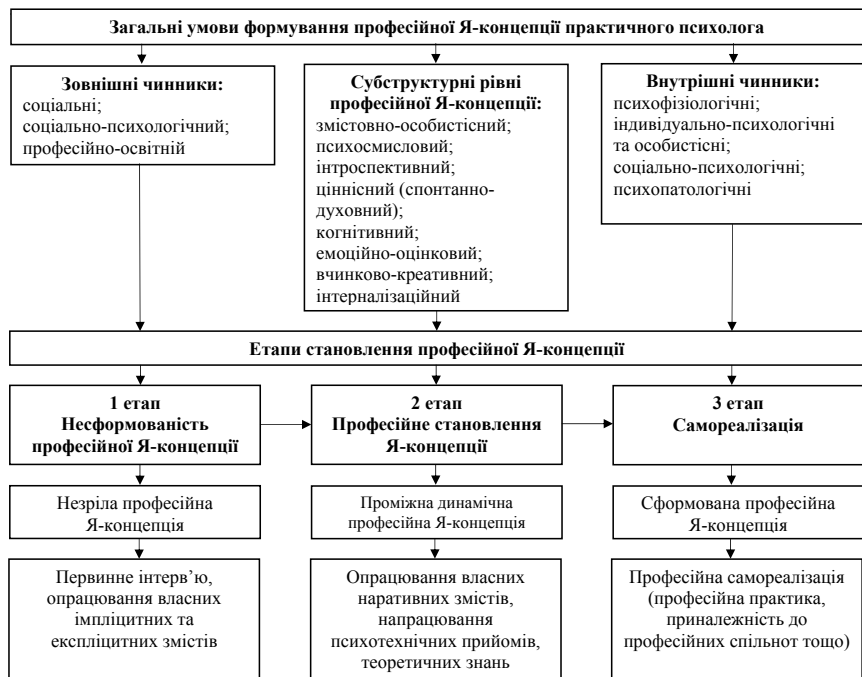 Загальні умови формування професійної Я-концепції практичного психолога
Зовнішні чинники:
соціальні;
соціально-психологічний;
професійно-освітній
Субструктурні рівні
професійної Я-концепції:
змістовно-особистісний;
психосмисловий;
інтроспективний;
ціннісний (спонтанно-
духовний);
когнітивний;
емоційно-оцінковий;
вчинково-креативний;
інтерналізаційний
Внутрішні чинники:
психофізіологічні;
індивідуально-психологічні
та особистісні;
соціально-психологічні;
психопатологічні
Етапи становлення професійної Я-концепції
1 етап
Несформованість
професійної Я-концепції
2 етап
Професійне становлення
Я-концепції
3 етап
Самореалізація
Незріла професійна
Я-концепція
Проміжна динамічна
професійна Я-концепція
Сформована професійна
Я-концепція
Первинне інтерв’ю,
опрацювання власних
імпліцитних та
експліцитних змістів
Опрацювання власних
наративних змістів,
напрацювання
психотехнічних прийомів,
теоретичних знань
Професійна самореалізація
(професійна практика,
приналежність до
професійних спільнот тощо)